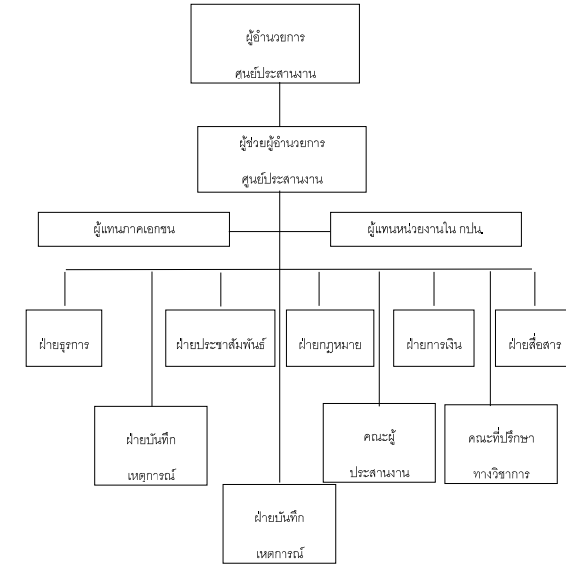 ผู้อำนวยการ
ศูนย์ประสานงาน
ผู้ช่วยผู้อำนวยการ
ศูนย์ประสานงาน
ผู้แทนภาคเอกชน
ผู้แทนหน่วยงานใน กปน.
ฝ่ายธุรการ
ฝ่ายประชาสัมพันธ์
ฝ่ายกฎหมาย
ฝ่ายการเงิน
ฝ่ายสื่อสาร
ฝ่ายบันทึก
เหตุการณ์
คณะผู้
ประสานงาน
คณะที่ปรึกษา
ทางวิชาการ
ฝ่ายบันทึก
เหตุการณ์